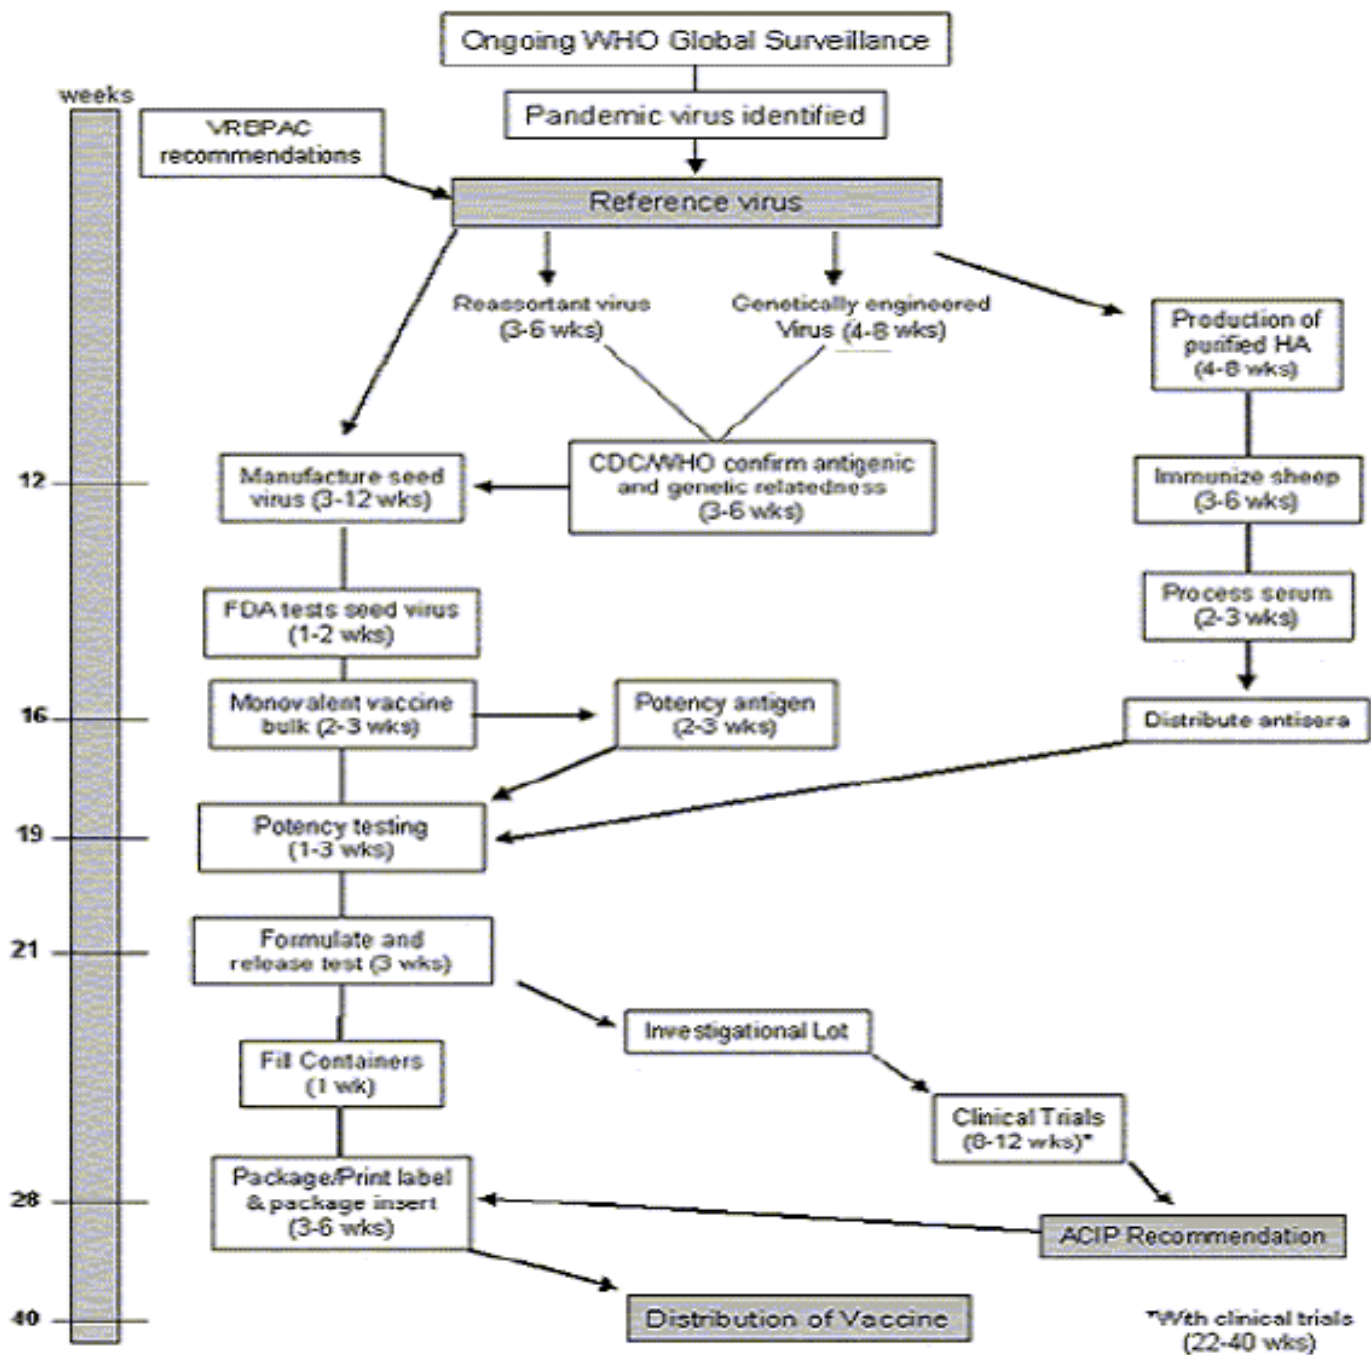 Ongoing WHO Global Surveillance
weeks
Pandemic virus identified
VRBPAC
recommendations
Reference virus
Reassortant virus
(3-6 wks)
Genetically engineered
Virus (4-8 wks)
Production of
purified HA
(4-8 wks)
12
Manufacture seed
virus (3-12 wks)
CDC/WHO confirm antigenic
and genetic relatedness
(3-6 wks)
Immunize sheep
(3-6 wks)
FDA tests seed virus
(1-2 wks)
Process serum
(2-3 wks)
16
Monovalent vaccine
bulk (2-3 wks)
Potency antigen
(2-3 wks)
Distribute antisera
19
Potency testing
(1-3 wks)
21
Formulate and
release test (3 wks)
Investigational Lot
Fill Containers
(1 wk)
Clinical Trials
(8-12 wks)*
28
Package/Print label
& package insert
(3-6 wks)
ACIP Recommendation
40
Distribution of Vaccine
*With clinical trials
(22-40 wks)